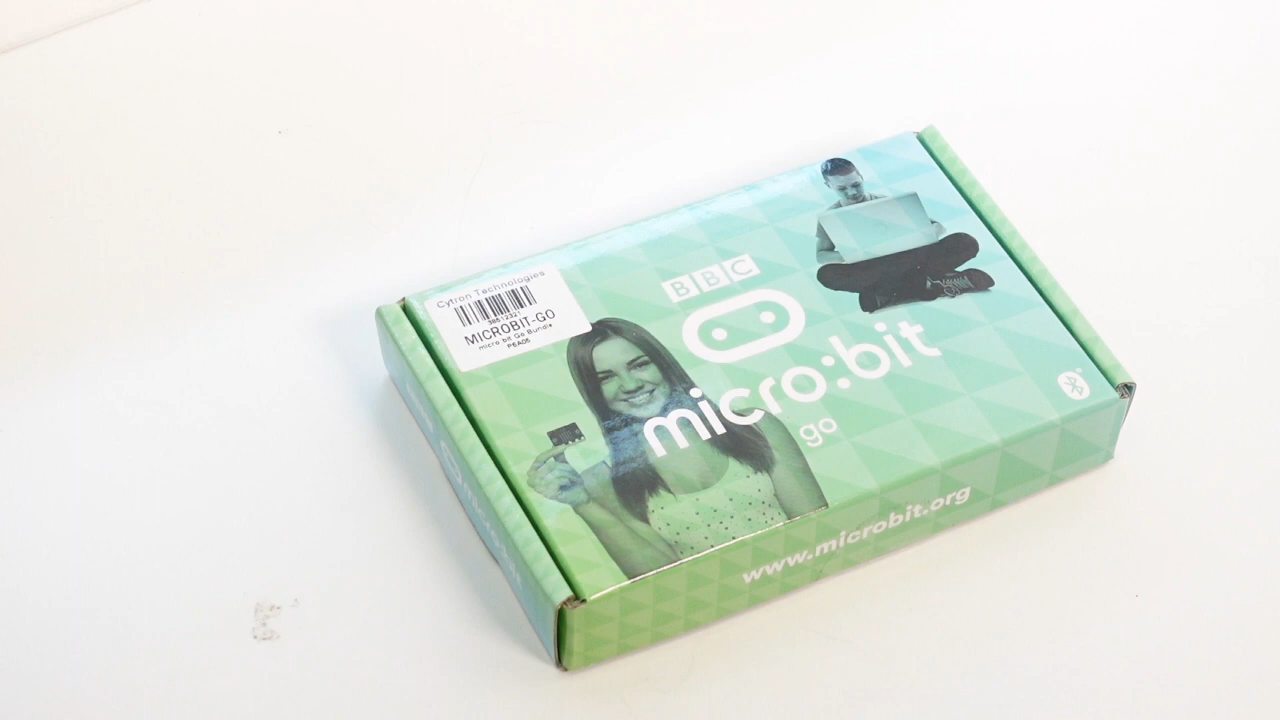 Cytron Technologies
MICROBIT-GO
micro:bit Go Bundle
BBC
micro:bit
go
www.microbit.org